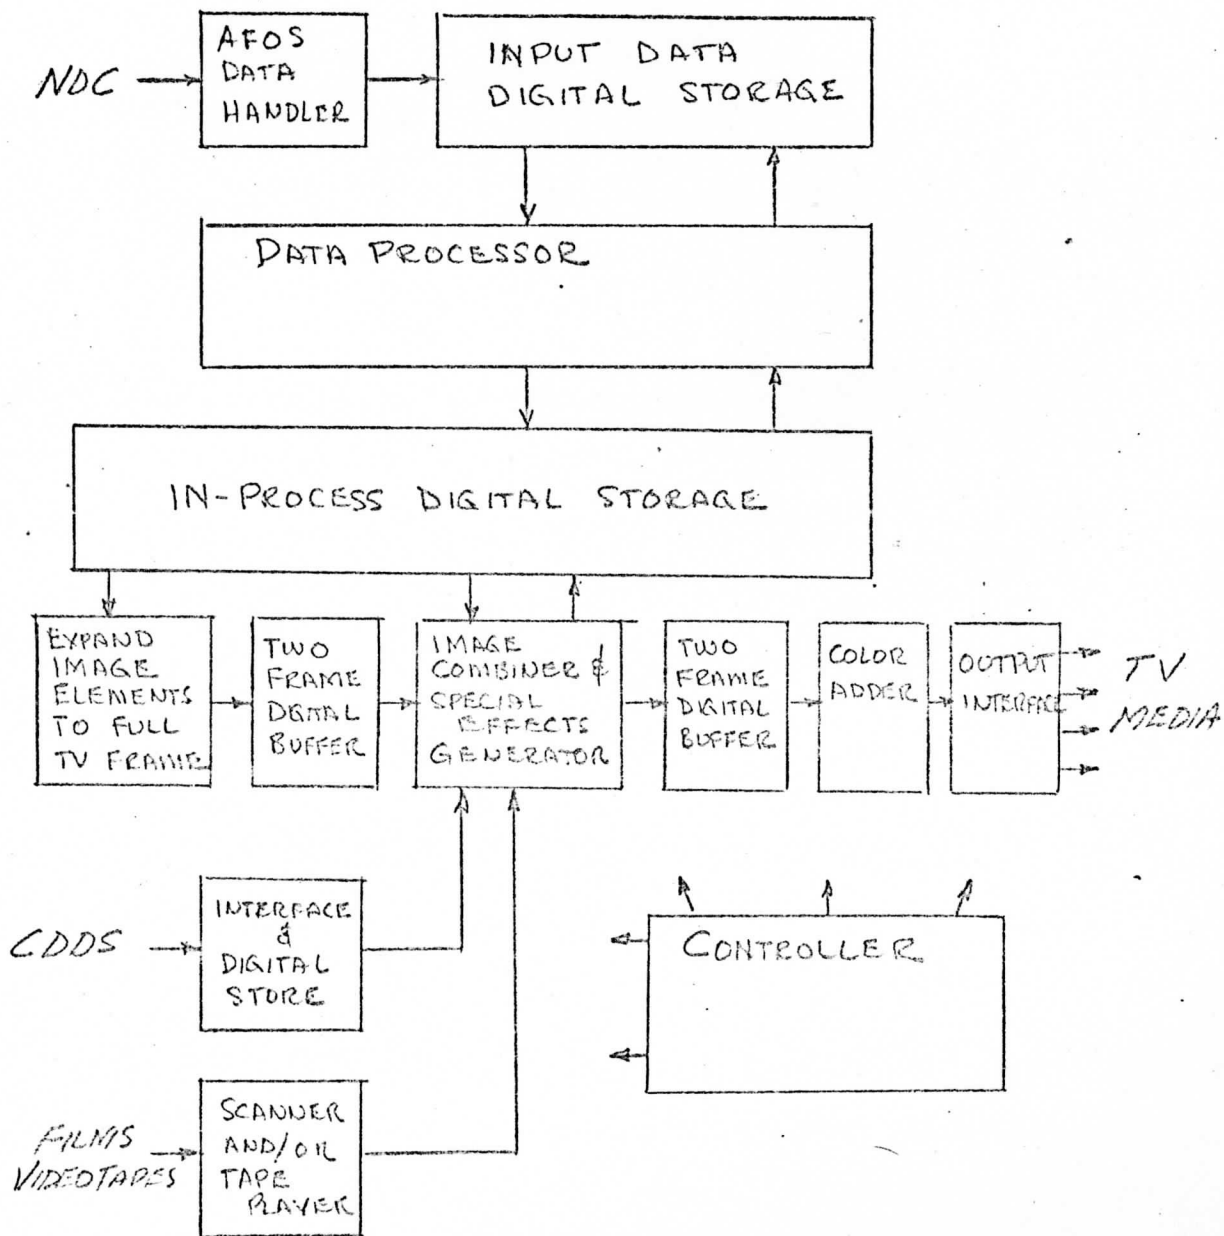 NDC
AFOS
DATA
HANDLER
INPUT DATA
DIGITAL STORAGE
DATA PROCESSOR
IN-PROCESS DIGITAL STORAGE
EXPAND
IMAGE
ELEMENTS
TO FULL
TV FRAME
TWO
FRAME
DGITAL
BUFFER
IMAGE
COMBINER &
SPECIAL
EFFECTS
GENERATOR
TWO
FRAME
DIGITAL
BUFFER
COLOR
ADDER
OUTPUT
INTERFACE
TV
MEDIA
CDDS
INTERFACE
&
DIGITAL
STORE
CONTROLLER
FILMS
VIDEOTAPES
SCANNER
AND/OR
TAPE
PLAYER